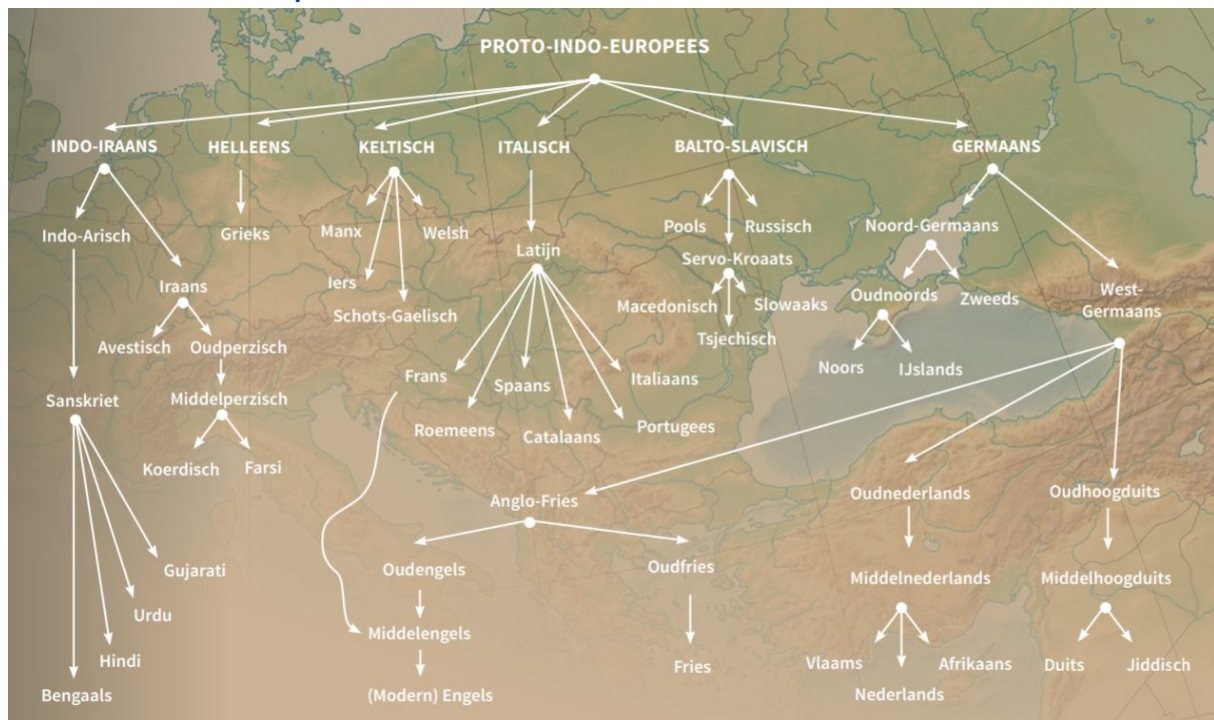 PROTO-INDO-EUROPEES
INDO-IRAANS
HELLEENS
KELTISCH
ITALISCH
BALTO-SLAVISCH
GERMAANS
Indo-Arisch
Grieks
Manx
Welsh
Latijn
Pools
Russisch
Noord-Germaans
Servo-Kroaats
Iraans
Iers
Schots-Gaelisch
Macedonisch
Slowaaks
Tsjechisch
Oudnoords
Zweeds
West-
Germaans
Avestisch
Oudperzisch
Noors
IJslands
Frans
Spaans
Italiaans
Sanskriet
Middelperzisch
Roemeens
Catalaans
Portugees
Koerdisch
Farsi
Anglo-Fries
Oudnederlands
Oudhoogduits
Gujarati
Oudengels
Oudfries
Middelnederlands
Middelhoogduits
Urdu
Middelengels
Hindi
Fries
Vlaams
Afrikaans
Duits
Jiddisch
Bengaals
(Modern) Engels
Nederlands